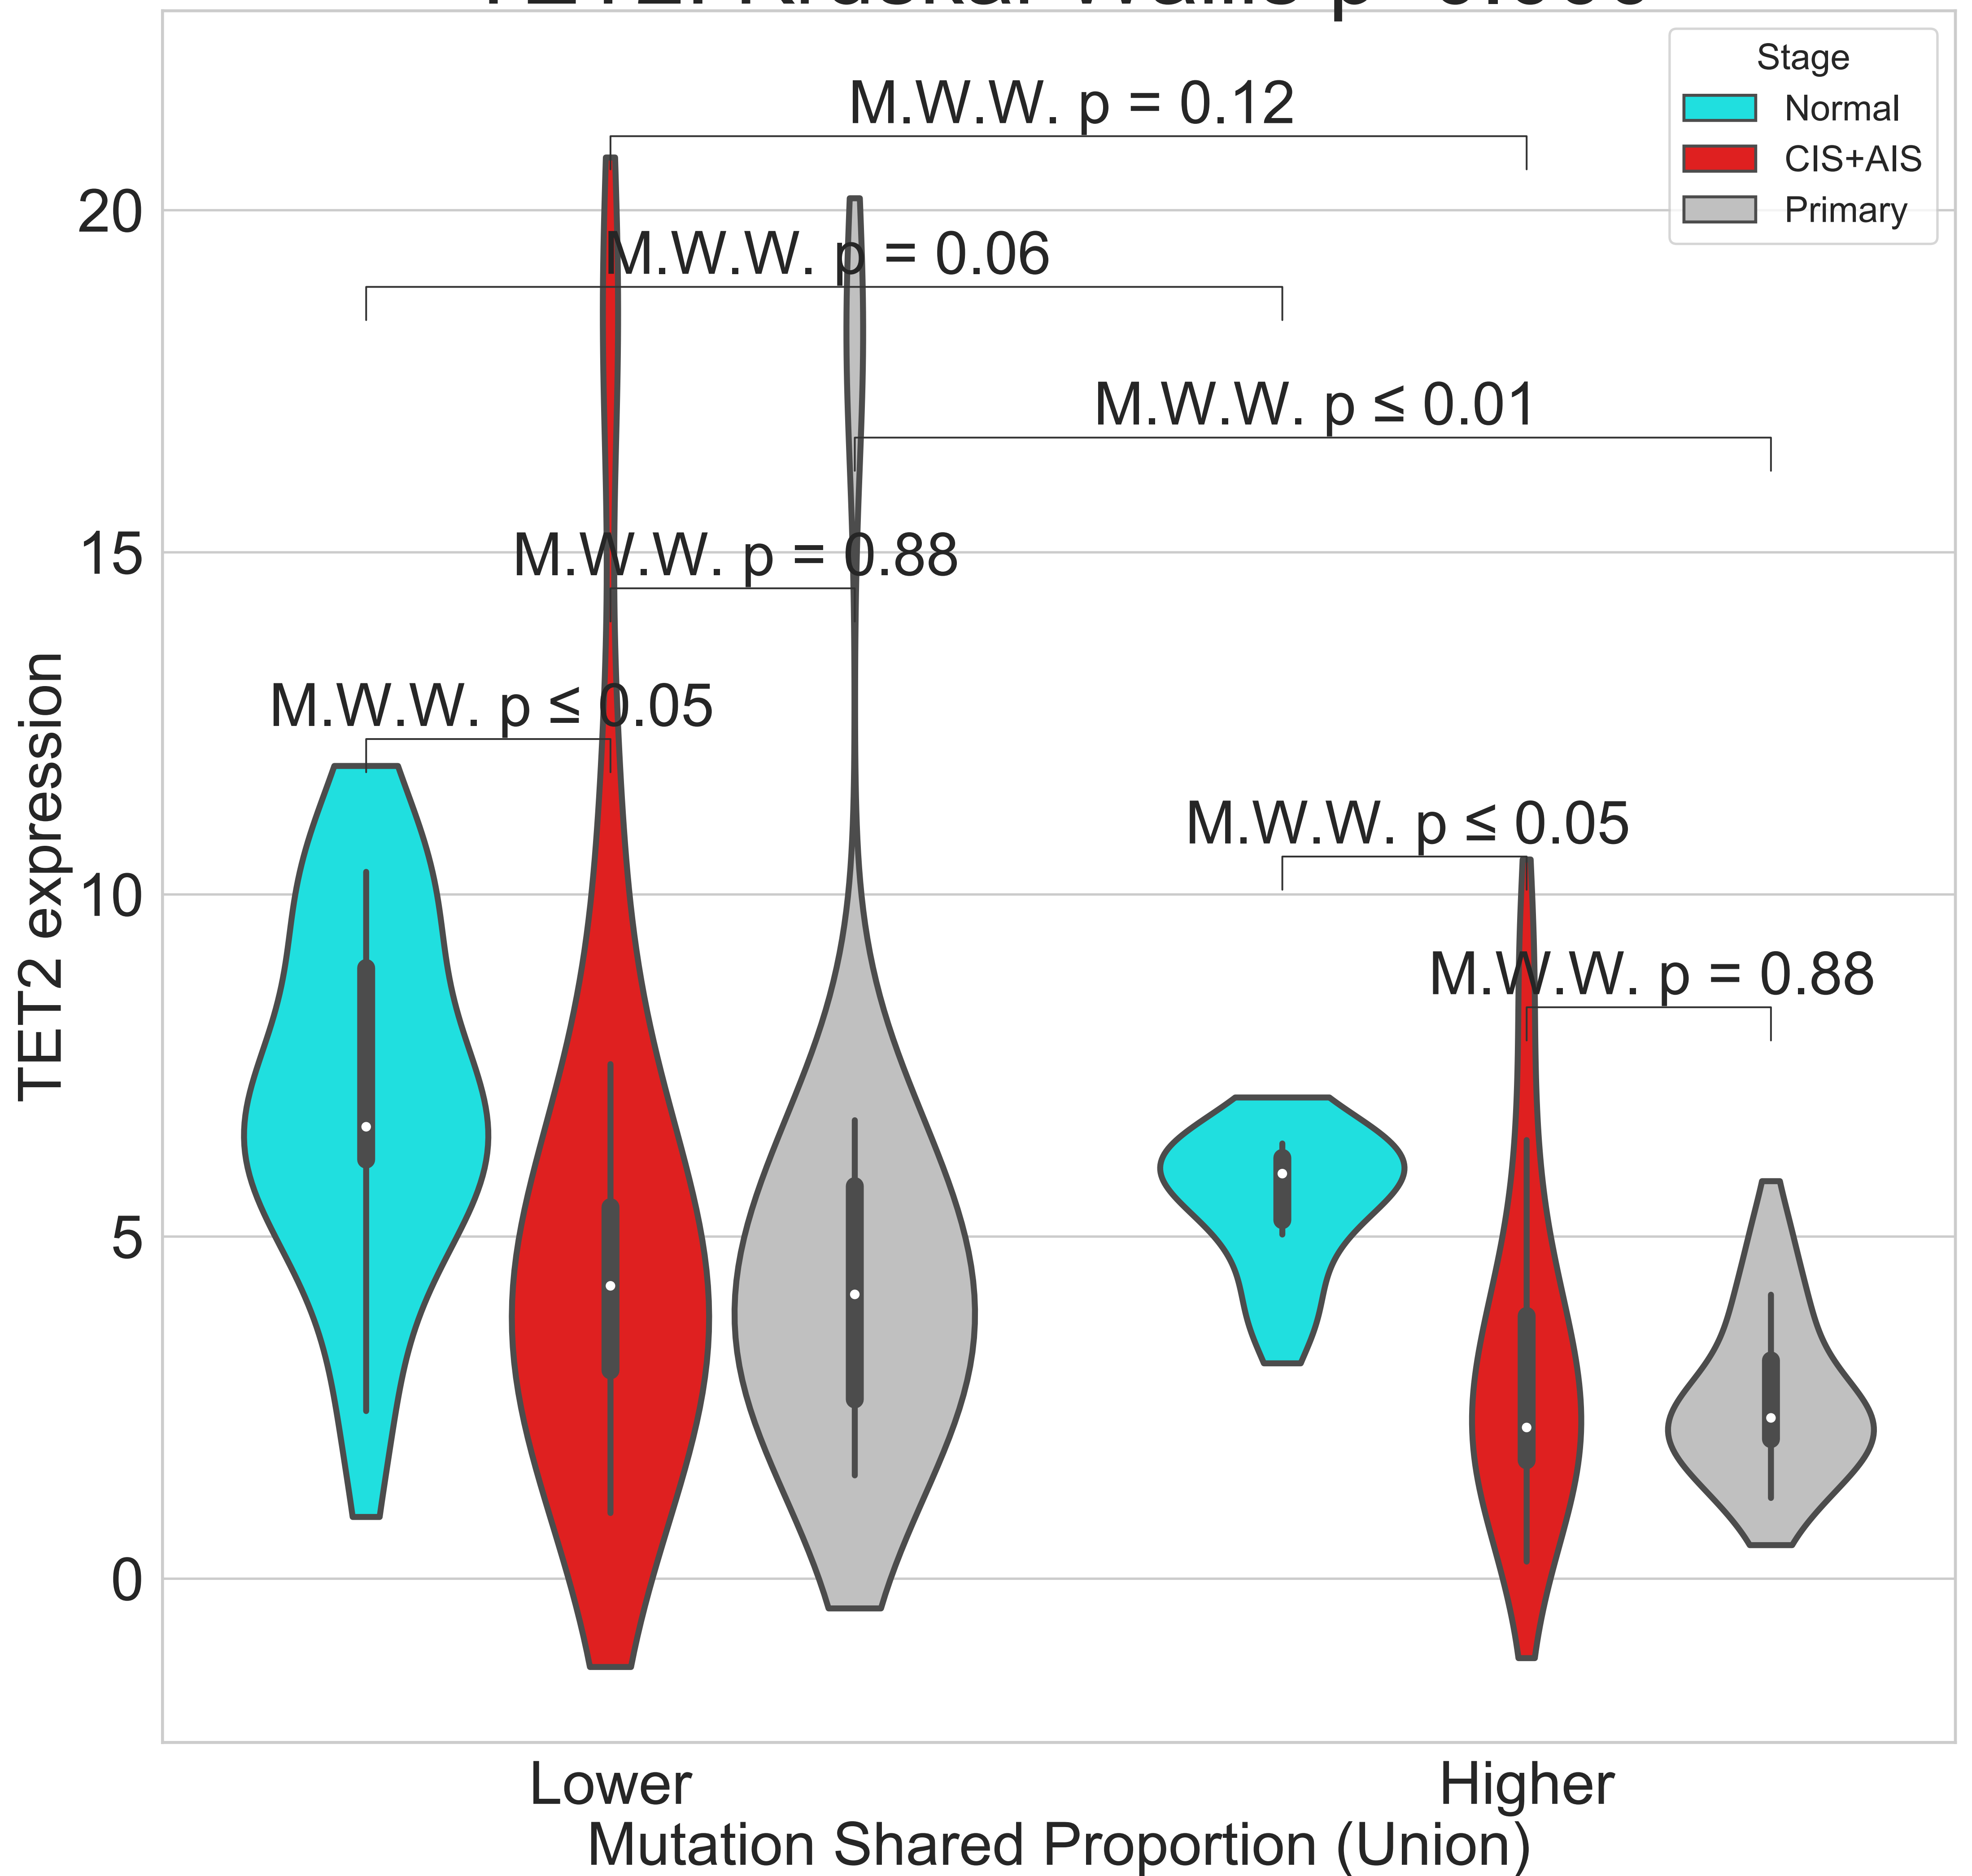 Stage
Normal
CIS+AIS
Primary
M.W.W. p = 0.12
M.W.W. p = 0.06
M.W.W. p ≤ 0.01
M.W.W. p = 0.88
M.W.W. p ≤ 0.05
M.W.W. p ≤ 0.05
M.W.W. p = 0.88
20
15
10
5
0
TET2 expression
Lower
Higher
Mutation Shared Proportion (Union)